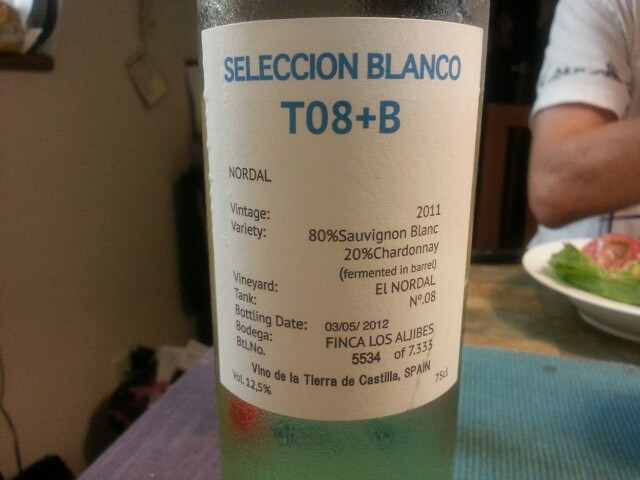 SELECCION BLANCO
T08+B
NORDAL
Vintage: 2011
Variety: 80%Sauvignon Blanc
20%Chardonnay
(fermented in barrel)
Vineyard: El NORDAL
Tank: Nº.08
Bottling Date: 03/05/2012
Bodega: FINCA LOS ALJIBES
Bt.No. 5534 of 7.333
Vino de la Tierra de Castilla, SPAIN
Vol. 12,5% 75cl